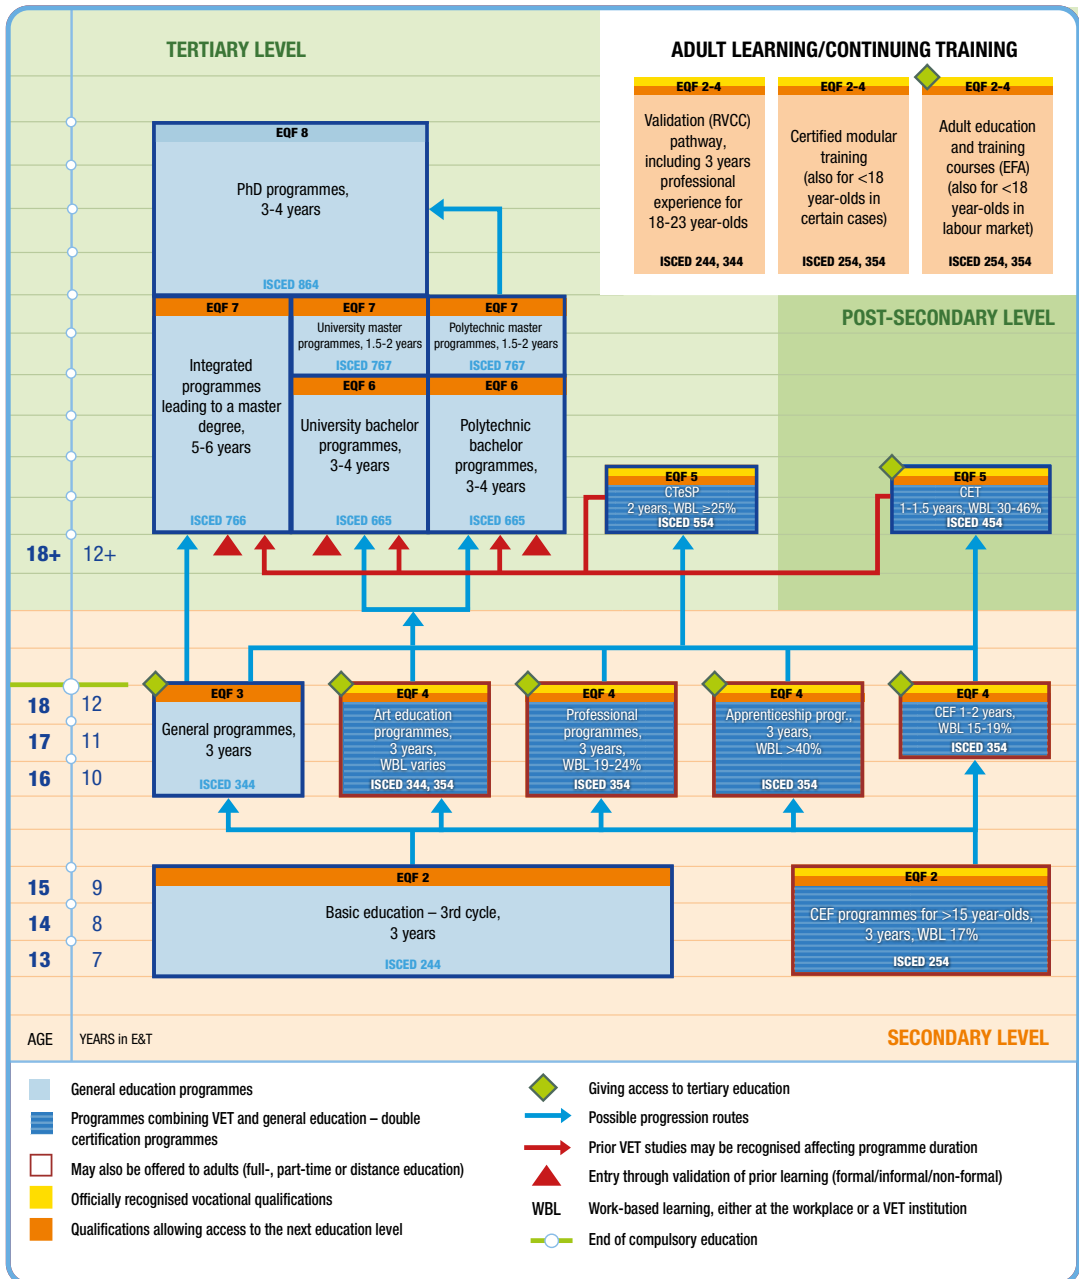 TERTIARY LEVEL
ADULT LEARNING/CONTINUING TRAINING
EQF 2-4
Validation (RVCC)
pathway,
including 3 years
professional
experience for
18-23 year-olds
ISCED 244, 344
EQF 2-4
Certified modular
training
(also for <18
year-olds in
certain cases)
ISCED 254, 354
EQF 2-4
Adult education
and training
courses (EFA)
(also for <18
year-olds in
labour market)
ISCED 254, 354
EQF 8
PhD programmes,
3-4 years
ISCED 864
POST-SECONDARY LEVEL
EQF 7
Integrated
programmes
leading to a master
degree,
5-6 years
ISCED 766
EQF 7
University master
programmes, 1.5-2 years
ISCED 767
EQF 7
Polytechnic master
programmes, 1.5-2 years
ISCED 767
EQF 6
University bachelor
programmes,
3-4 years
ISCED 665
EQF 6
Polytechnic
bachelor
programmes,
3-4 years
ISCED 665
EQF 5
CTeSP
2 years, WBL ≥25%
ISCED 554
EQF 5
CET
1-1.5 years, WBL 30-46%
ISCED 454
18+ 12+
18 12
17 11
16 10
EQF 3
General programmes,
3 years
ISCED 344
EQF 4
Art education
programmes,
3 years,
WBL varies
ISCED 344, 354
EQF 4
Professional
programmes,
3 years,
WBL 19-24%
ISCED 354
EQF 4
Apprenticeship progr.,
3 years,
WBL >40%
ISCED 354
EQF 4
CEF 1-2 years,
WBL 15-19%
ISCED 354
15 9
14 8
13 7
EQF 2
Basic education – 3rd cycle,
3 years
ISCED 244
EQF 2
CEF programmes for >15 year-olds,
3 years, WBL 17%
ISCED 254
AGE YEARS in E&T
SECONDARY LEVEL
General education programmes
Programmes combining VET and general education – double
certification programmes
May also be offered to adults (full-, part-time or distance education)
Officially recognised vocational qualifications
Qualifications allowing access to the next education level
Giving access to tertiary education
Possible progression routes
Prior VET studies may be recognised affecting programme duration
Entry through validation of prior learning (formal/informal/non-formal)
WBL Work-based learning, either at the workplace or a VET institution
End of compulsory education